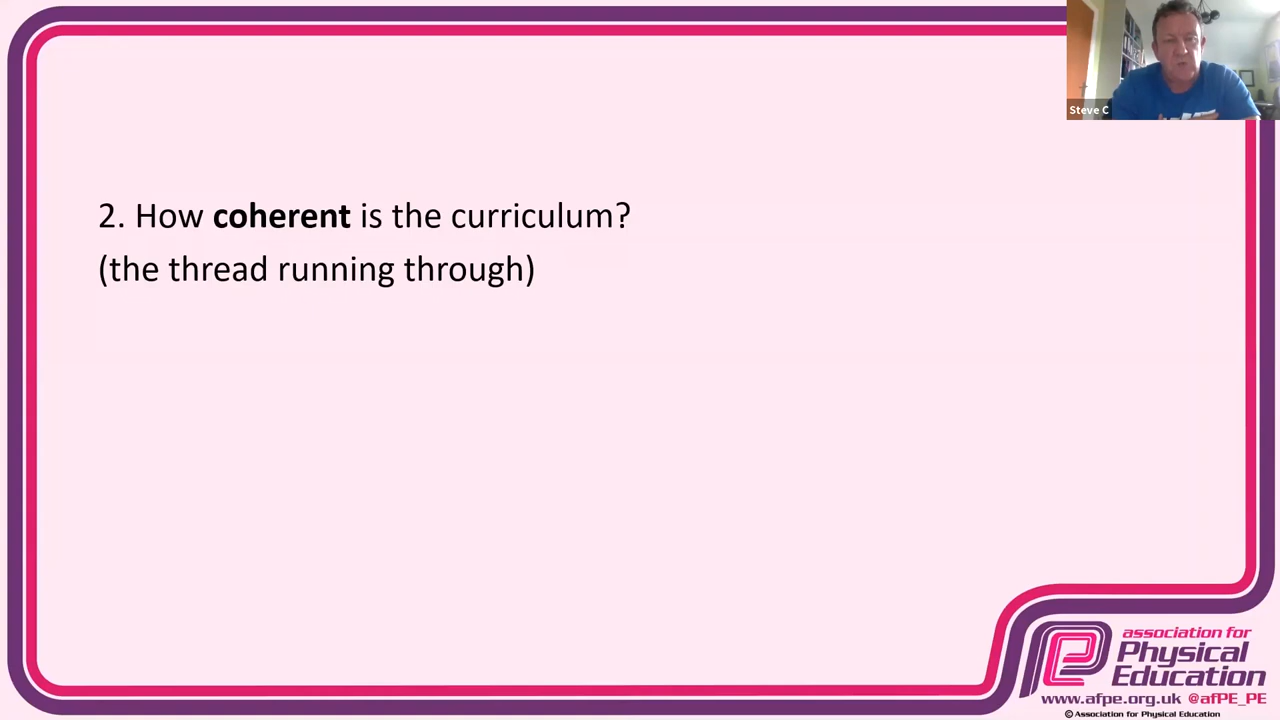 Steve C
2. How coherent is the curriculum?
(the thread running through)
association for
Physical
Education
www.afpe.org.uk @afPE_PE
© Association for Physical Education